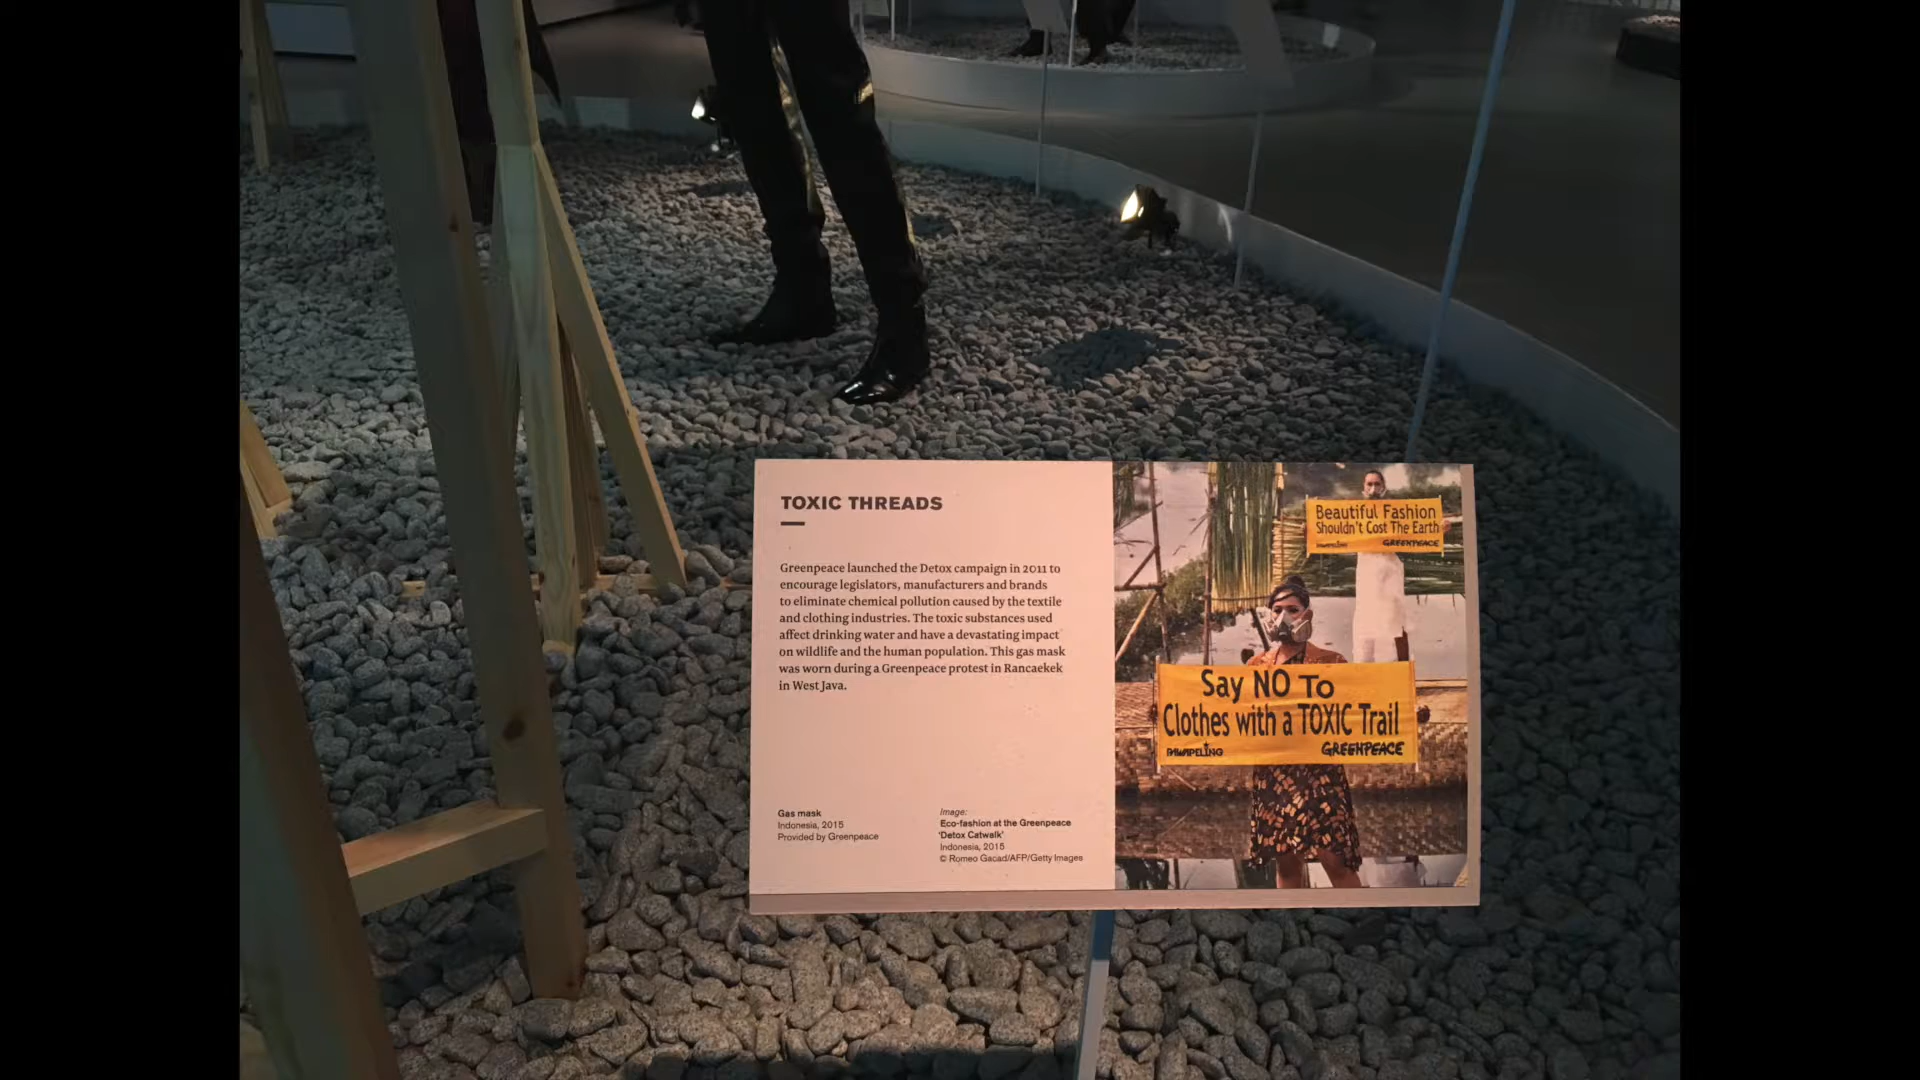 TOXIC THREADS
Greenpeace launched the Detox campaign in 2011 to
encourage legislators, manufacturers and brands
to eliminate chemical pollution caused by the textile
and clothing industries. The toxic substances used
affect drinking water and have a devastating impact
on wildlife and the human population. This gas mask
was worn during a Greenpeace protest in Rancaekek
in West Java.
Gas mask
Indonesia, 2015
Provided by Greenpeace
Image:
Eco-fashion at the Greenpeace
'Detox Catwalk'
Indonesia, 2015
© Romeo Gacad/AFP/Getty Images
Beautiful Fashion
Shouldn't Cost The Earth
GREENPEACE
Say NO To
Clothes with a TOXIC Trail
PAWAPELING GREENPEACE